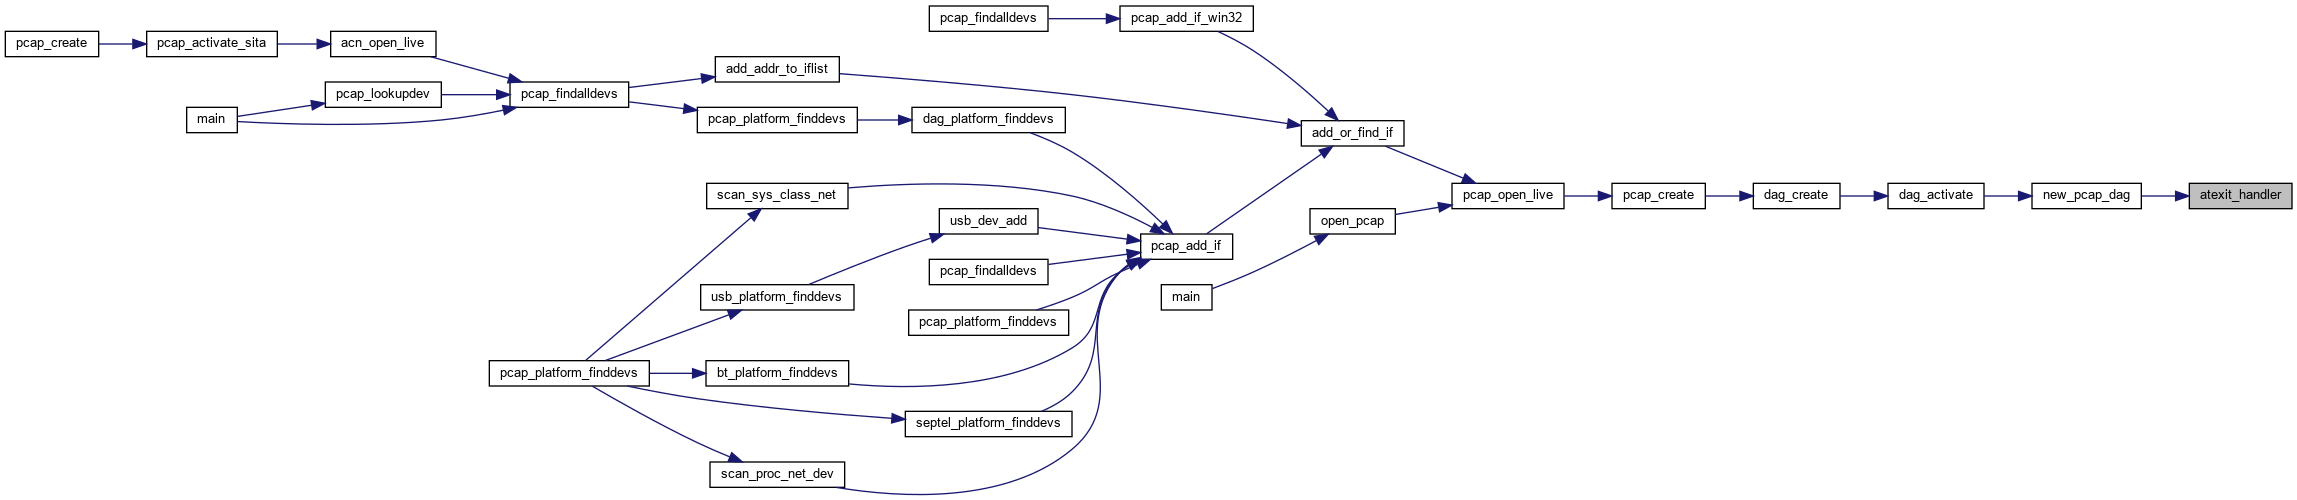 pcap_findalldevs
pcap_add_if_win32
pcap_create
pcap_activate_sita
acn_open_live
add_addr_to_iflist
pcap_lookupdev
pcap_findalldevs
main
pcap_platform_finddevs
dag_platform_finddevs
add_or_find_if
scan_sys_class_net
pcap_open_live
pcap_create
dag_create
dag_activate
new_pcap_dag
atexit_handler
usb_dev_add
open_pcap
pcap_add_if
pcap_findalldevs
usb_platform_finddevs
main
pcap_platform_finddevs
pcap_platform_finddevs
bt_platform_finddevs
septel_platform_finddevs
scan_proc_net_dev